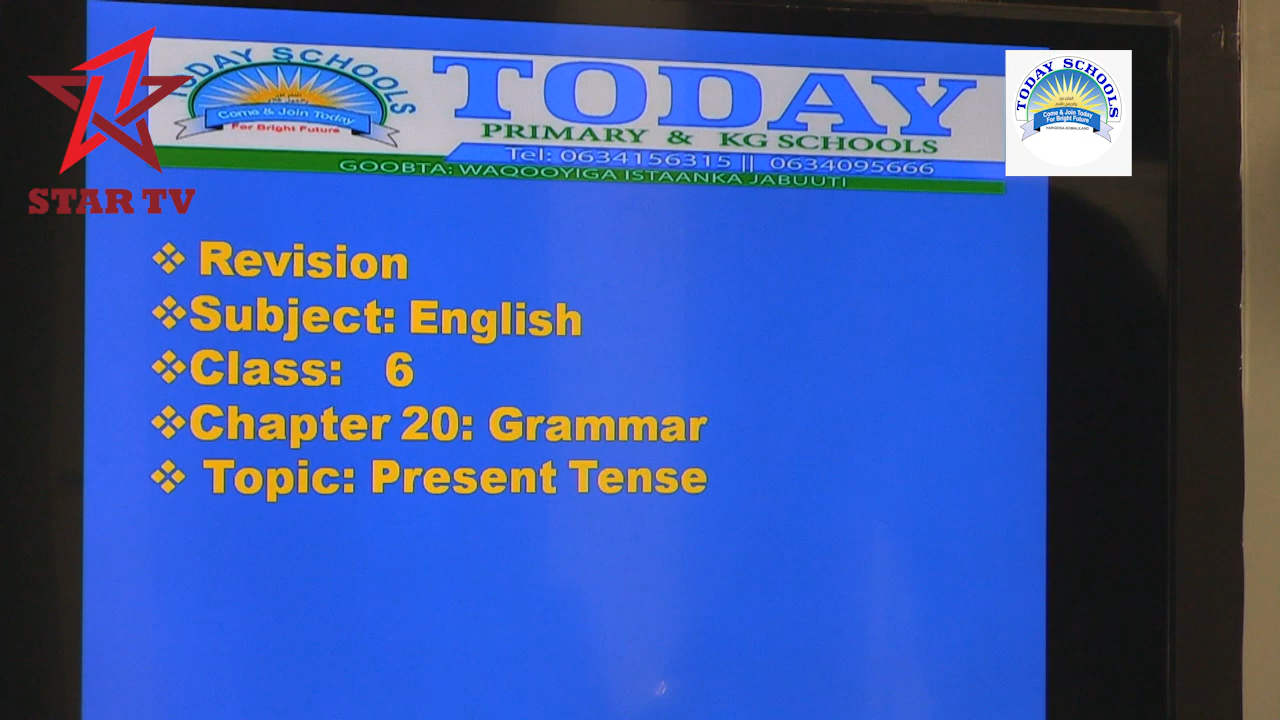 STAR TV
TODAY SCHOOLS
Come & Join Today
For Bright Future
TODAY
PRIMARY & KG SCHOOLS
Tel: 0634156315 || 0634095666
GOOBTA: WAQOOYIGA ISTAANKA JABUUTI
TODAY SCHOOLS
Come & Join Today
For Bright Future
HARGEISA-SOMALILAND
❖ Revision
❖Subject: English
❖Class: 6
❖Chapter 20: Grammar
❖ Topic: Present Tense